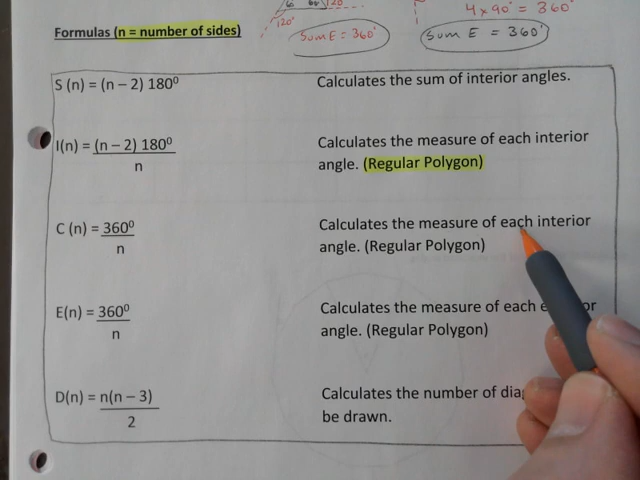 120
120°
4 x 90° = 360°
Sum E = 360°
Sum E = 360°
Formulas (n = number of sides)
S (n) = (n – 2) 180⁰ Calculates the sum of interior angles.
I(n) = (n – 2) 180⁰ Calculates the measure of each interior
n angle. (Regular Polygon)
C (n) = 360⁰ Calculates the measure of each interior
n angle. (Regular Polygon)
E(n) = 360⁰ Calculates the measure of each
n angle. (Regular Polygon)
D(n) = n(n – 3) Calculates the number of
2 be drawn.